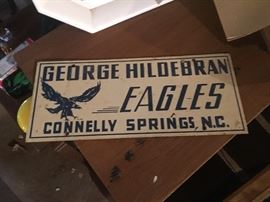 GEORGE HILDEBRAN
EAGLES
CONNELLY SPRINGS, N.C.